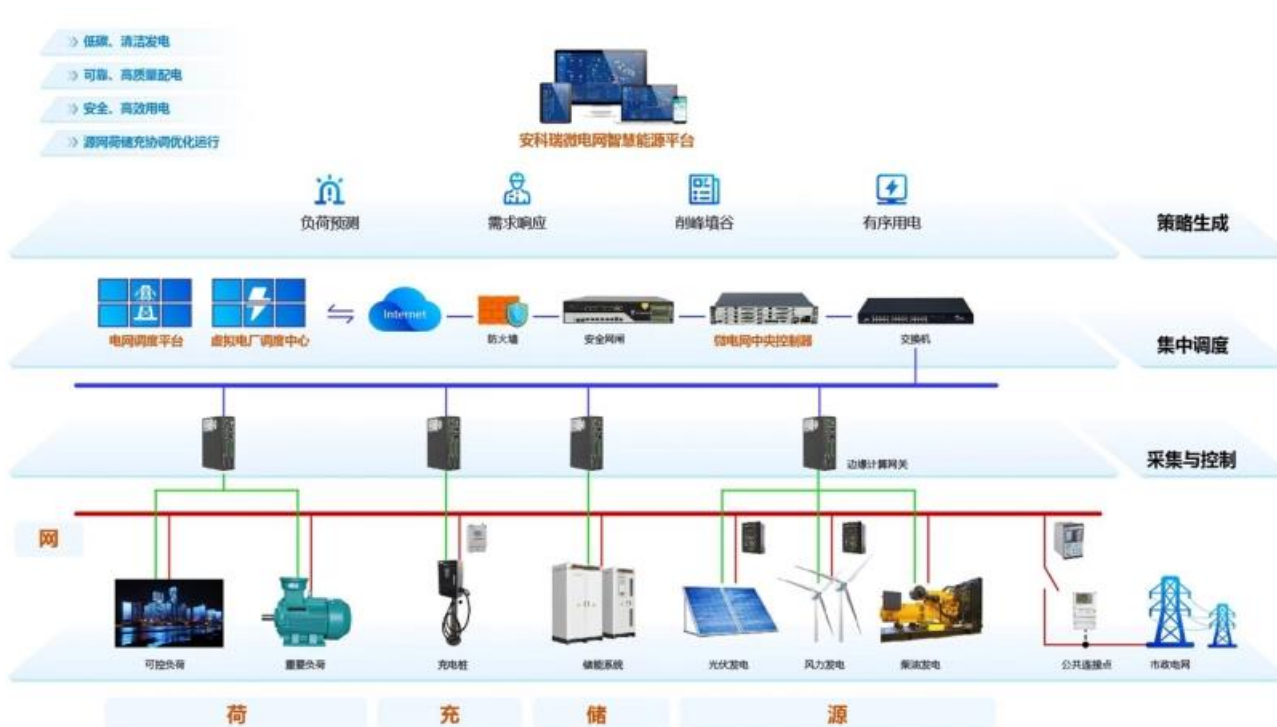 低碳、清洁发电
可靠、高质量配电
安全、高效用电
源网荷储充协调优化运行
安科瑞微电网智慧能源平台
负荷预测
需求响应
削峰填谷
有序用电
策略生成
电网调度平台
虚拟电厂调度中心
Internet
防火墙
安全网闸
微电网中央控制器
交换机
集中调度
边缘计算网关
采集与控制
网
可控负荷
重要负荷
充电桩
储能系统
光伏发电
风力发电
柴油发电
公共连接点
市政电网
荷
充
储
源